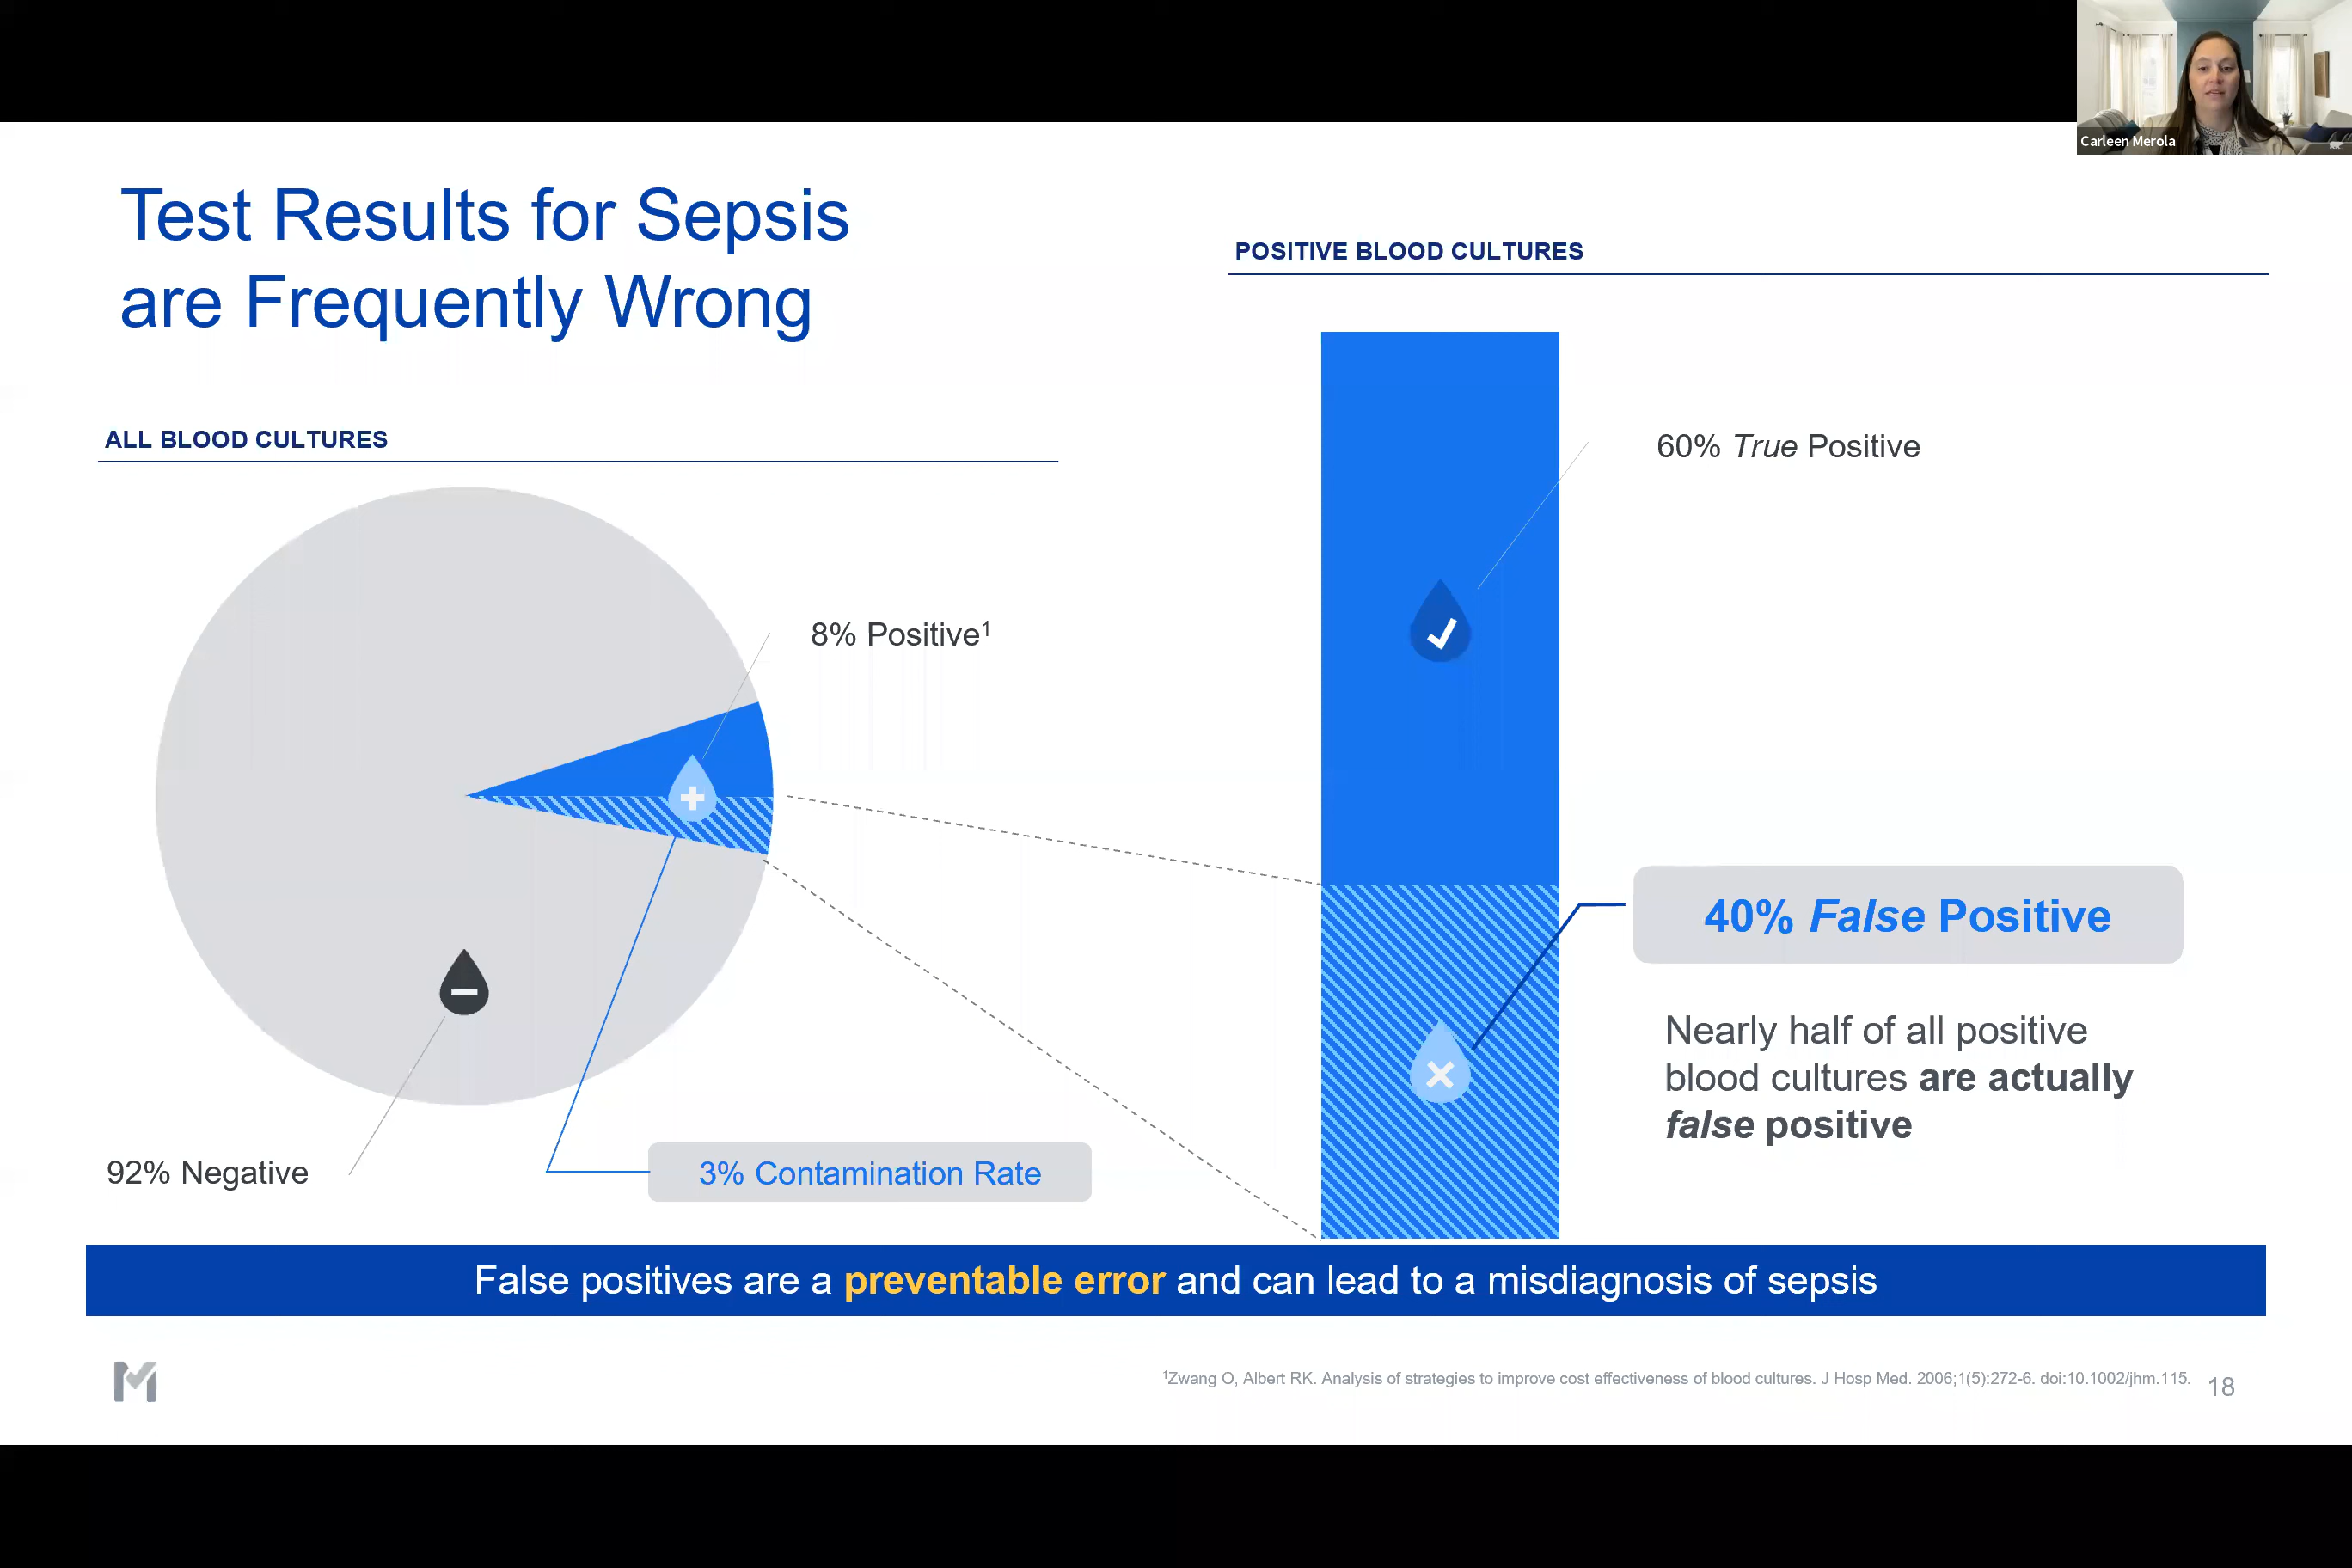 Carleen Merola
Test Results for Sepsis
are Frequently Wrong
ALL BLOOD CULTURES
8% Positive¹
92% Negative
3% Contamination Rate
POSITIVE BLOOD CULTURES
60% True Positive
40% False Positive
Nearly half of all positive
blood cultures are actually
false positive
False positives are a preventable error and can lead to a misdiagnosis of sepsis
¹Zwang O, Albert RK. Analysis of strategies to improve cost effectiveness of blood cultures. J Hosp Med. 2006;1(5):272-6. doi:10.1002/jhm.115.
18